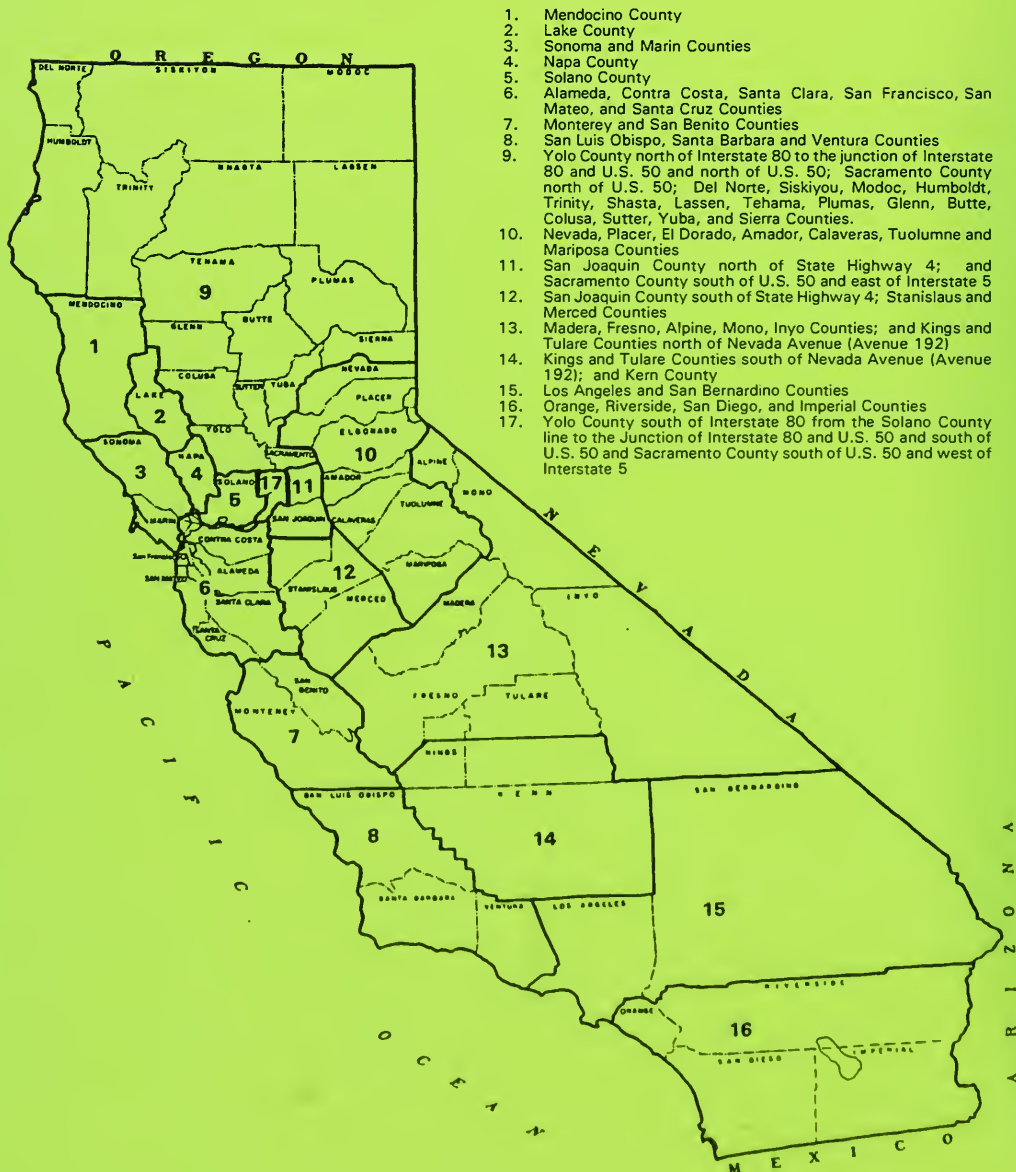 1. Mendocino County
2. Lake County
3. Sonoma and Marin Counties
4. Napa County
5. Solano County
6. Alameda, Contra Costa, Santa Clara, San Francisco, San
Mateo, and Santa Cruz Counties
7. Monterey and San Benito Counties
8. San Luis Obispo, Santa Barbara and Ventura Counties
9. Yolo County north of Interstate 80 to the junction of Interstate
80 and U.S. 50 and north of U.S. 50; Sacramento County
north of U.S. 50; Del Norte, Siskiyou, Modoc, Humboldt,
Trinity, Shasta, Lassen, Tehama, Plumas, Glenn, Butte,
Colusa, Sutter, Yuba, and Sierra Counties.
10. Nevada, Placer, El Dorado, Amador, Calaveras, Tuolumne and
Mariposa Counties
11. San Joaquin County north of State Highway 4; and
Sacramento County south of U.S. 50 and east of Interstate 5
12. San Joaquin County south of State Highway 4; Stanislaus and
Merced Counties
13. Madera, Fresno, Alpine, Mono, Inyo Counties; and Kings and
Tulare Counties north of Nevada Avenue (Avenue 192)
14. Kings and Tulare Counties south of Nevada Avenue (Avenue
192); and Kern County
15. Los Angeles and San Bernardino Counties
16. Orange, Riverside, San Diego, and Imperial Counties
17. Yolo County south of Interstate 80 from the Solano County
line to the Junction of Interstate 80 and U.S. 50 and south of
U.S. 50 and Sacramento County south of U.S. 50 and west of
Interstate 5
OREGON
DEL NORTE
SISKIYOU
MODOC
HUMBOLDT
TRINITY
SHASTA
LASSEN
TEHAMA
PLUMAS
9
MENDOCINO
GLENN
BUTTE
SIERRA
1
COLUSA
SUTTER
YUBA
NEVADA
LAKE
PLACER
2
YOLO
EL DORADO
SONOMA
NAPA
SACRAMENTO
10
ALPINE
3
4
SOLANO
17
11
AMADOR
MONO
5
TUOLUMNE
MARIN
SAN JOAQUIN
CALAVERAS
CONTRA COSTA
San Francisco
ALAMEDA
12
MARIPOSA
SAN MATEO
6
STANISLAUS
MERCED
MADERA
INYO
SANTA CLARA
SANTA CRUZ
13
SAN BENITO
FRESNO
TULARE
MONTEREY
7
KINGS
SAN LUIS OBISPO
KERN
SAN BERNARDINO
8
14
SANTA BARBARA
VENTURA
LOS ANGELES
15
RIVERSIDE
ORANGE
16
SAN DIEGO
IMPERIAL
NEVADA
ARIZONA
PACIFIC
OCEAN
MEXICO